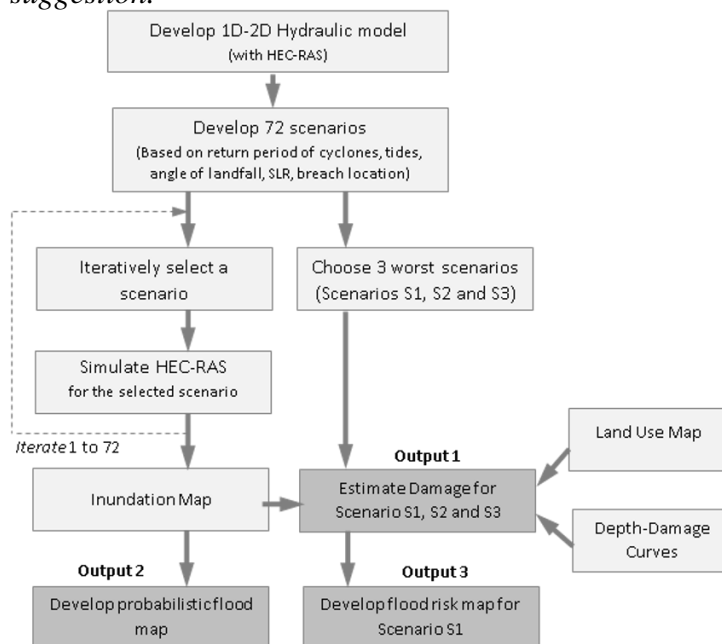 suggestion.
Develop 1D-2D Hydraulic model
(with HEC-RAS)
Develop 72 scenarios
(Based on return period of cyclones, tides,
angle of landfall, SLR, breach location)
Iteratively select a
scenario
Choose 3 worst scenarios
(Scenarios S1, S2 and S3)
Simulate HEC-RAS
for the selected scenario
Iterate 1 to 72
Land Use Map
Output 1
Inundation Map
Estimate Damage for
Scenario S1, S2 and S3
Depth-Damage
Curves
Output 2
Output 3
Develop probabilistic flood
map
Develop flood risk map for
Scenario S1